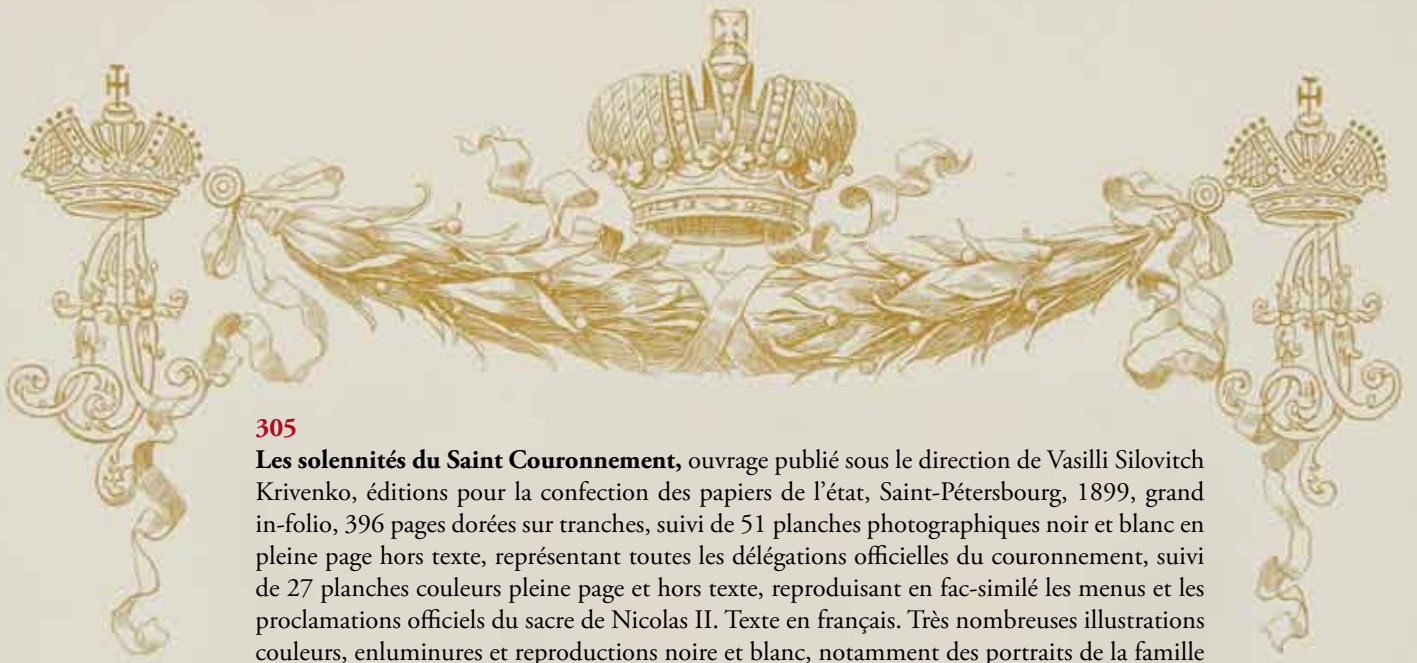 305
Les solennités du Saint Couronnement, ouvrage publié sous le direction de Vasilli Silovitch
Krivenko, éditions pour la confection des papiers de l’état, Saint-Pétersbourg, 1899, grand
in-folio, 396 pages dorées sur tranches, suivi de 51 planches photographiques noir et blanc en
pleine page hors texte, représentant toutes les délégations officielles du couronnement, suivi
de 27 planches couleurs pleine page et hors texte, reproduisant en fac-similé les menus et les
proclamations officiels du sacre de Nicolas II. Texte en français. Très nombreuses illustrations
couleurs, enluminures et reproductions noire et blanc, notamment des portraits de la famille